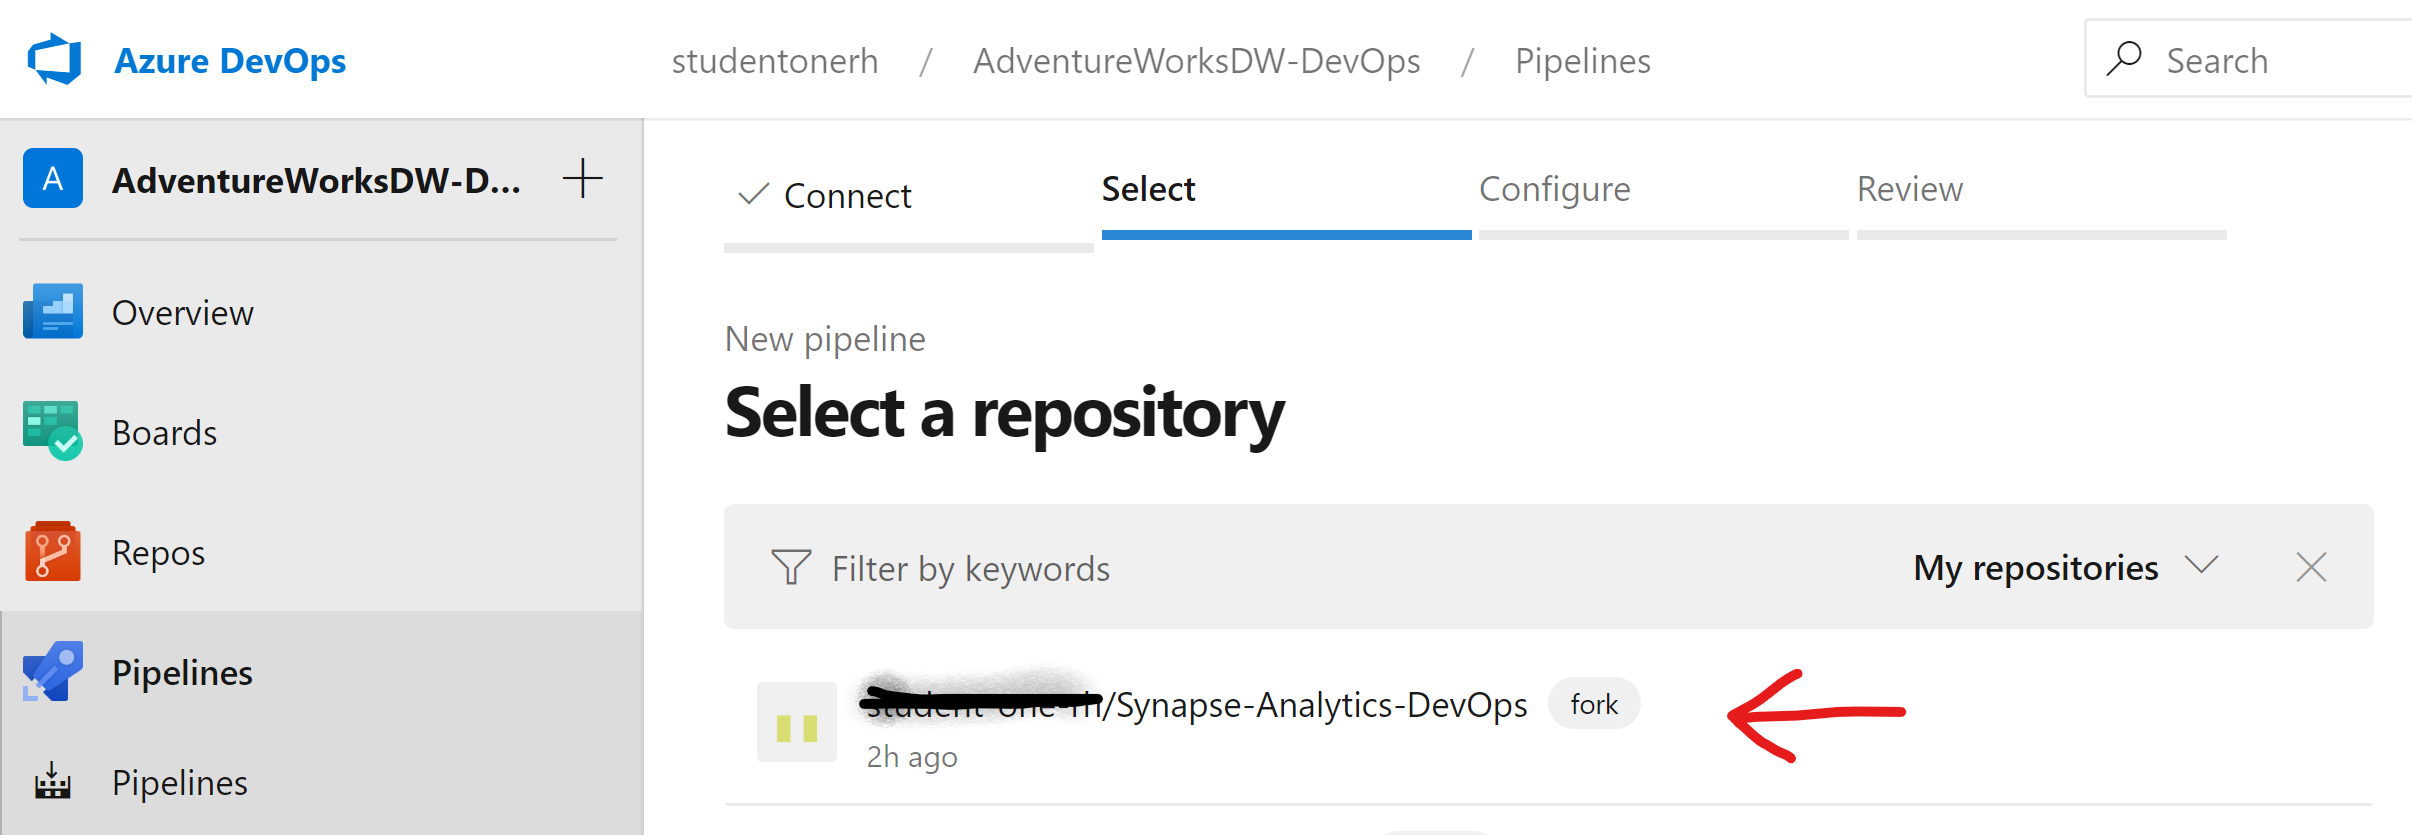 Azure DevOps
studentonerh / AdventureWorksDW-DevOps / Pipelines
Search
A
AdventureWorksDW-D...
Overview
Boards
Repos
Pipelines
Pipelines
Connect
Select
Configure
Review
New pipeline
Select a repository
Filter by keywords
My repositories
/Synapse-Analytics-DevOps
fork
2h ago